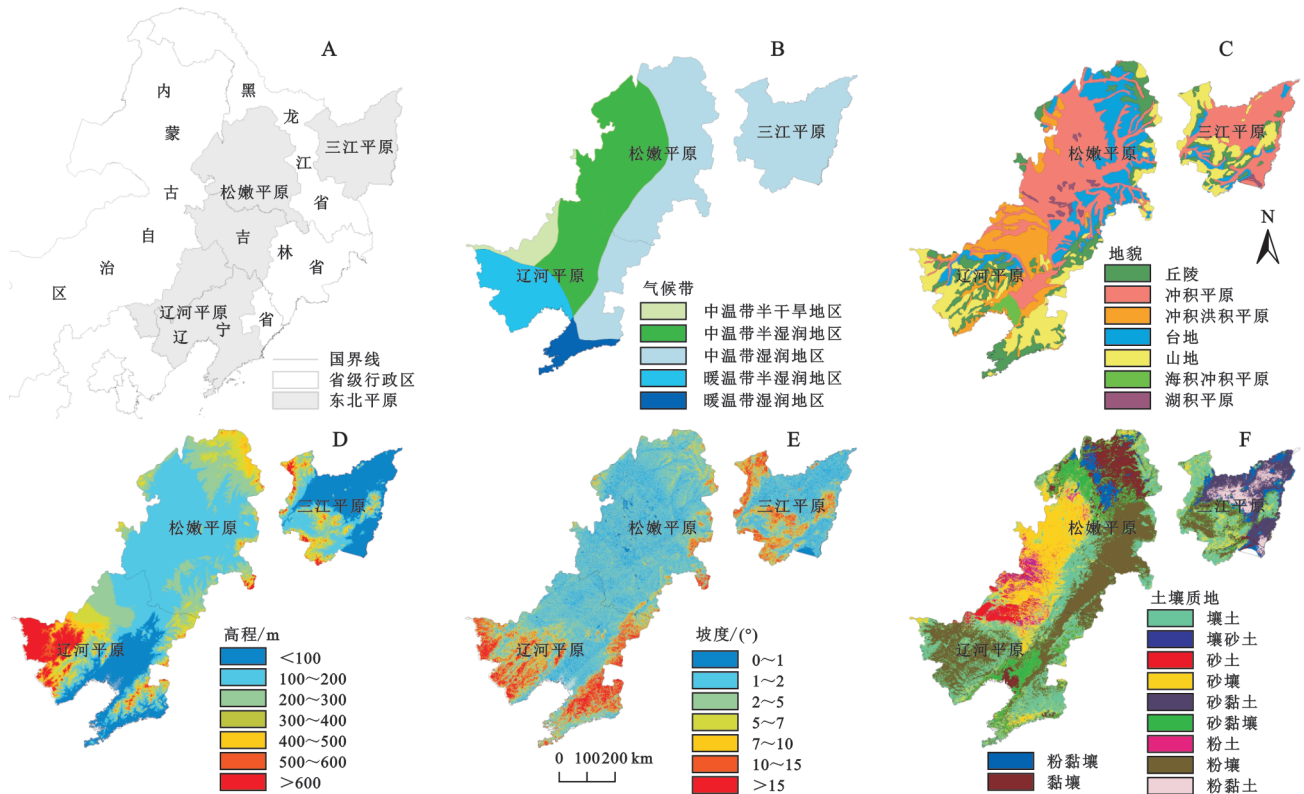 A
内
蒙
古
自
治
区
黑
龙
江
省
三江平原
松嫩平原
吉
林
省
辽河平原
辽
宁
省
国界线
省级行政区
东北平原
B
三江平原
松嫩平原
辽河平原
气候带
中温带半干旱地区
中温带半湿润地区
中温带湿润地区
暖温带半湿润地区
暖温带湿润地区
C
三江平原
松嫩平原
辽河平原
N
地貌
丘陵
冲积平原
冲积洪积平原
台地
山地
海积冲积平原
湖积平原
D
三江平原
松嫩平原
辽河平原
高程/m
<100
100～200
200～300
300～400
400～500
500～600
>600
E
三江平原
松嫩平原
辽河平原
坡度/(°)
0～1
1～2
2～5
5～7
7～10
10～15
>15
0 100 200 km
F
三江平原
松嫩平原
辽河平原
土壤质地
壤土
壤砂土
砂土
砂壤
砂黏土
砂黏壤
粉土
粉壤
粉黏土
粉黏壤
黏壤